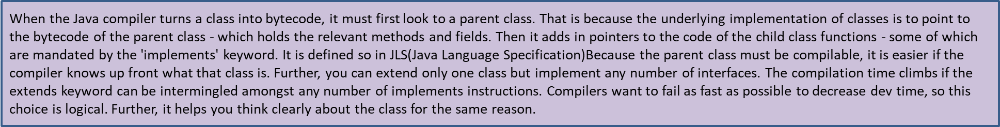 When the Java compiler turns a class into bytecode, it must first look to a parent class. That is because the underlying implementation of classes is to point to
the bytecode of the parent class - which holds the relevant methods and fields. Then it adds in pointers to the code of the child class functions - some of which
are mandated by the 'implements' keyword. It is defined so in JLS(Java Language Specification)Because the parent class must be compilable, it is easier if the
compiler knows up front what that class is. Further, you can extend only one class but implement any number of interfaces. The compilation time climbs if the
extends keyword can be intermingled amongst any number of implements instructions. Compilers want to fail as fast as possible to decrease dev time, so this
choice is logical. Further, it helps you think clearly about the class for the same reason.